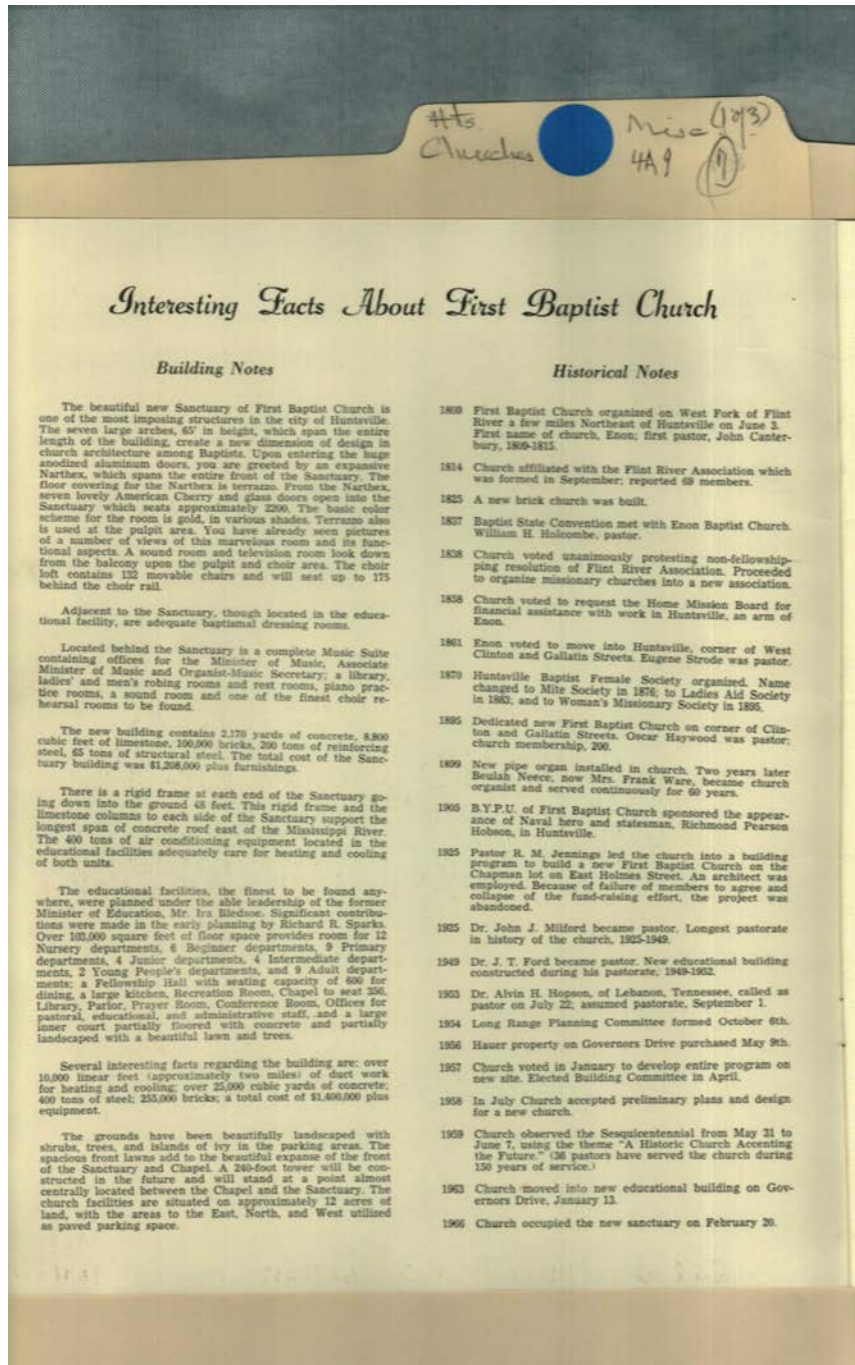 Hts.
Churches
Misc (1 of 3)
4A9
7
Interesting Facts About First Baptist Church
Building Notes
The beautiful new Sanctuary of First Baptist Church is
one of the most imposing structures in the city of Huntsville.
The seven large arches, 65' in height, which span the entire
length of the building, create a new dimension of design in
church architecture among Baptists. Upon entering the huge
anodized aluminum doors, you are greeted by an expansive
Narthex, which spans the entire front of the Sanctuary. The
floor covering for the Narthex is terrazzo. From the Narthex,
seven lovely American Cherry and glass doors open into the
Sanctuary which seats approximately 2200. The basic color
scheme for the room is gold, in various shades. Terrazzo also
is used at the pulpit area. You have already seen pictures
of a number of views of this marvelous room and its func-
tional aspects. A sound room and television room look down
from the balcony upon the pulpit and choir area. The choir
loft contains 132 movable chairs and will seat up to 175
behind the choir rail.
Adjacent to the Sanctuary, though located in the educa-
tional facility, are adequate baptismal dressing rooms.
Located behind the Sanctuary is a complete Music Suite
containing offices for the Minister of Music, Associate
Minister of Music and Organist-Music Secretary; a library,
ladies' and men's robing rooms and rest rooms, piano prac-
tice rooms, a sound room and one of the finest choir re-
hearsal rooms to be found.
The new building contains 2,170 yards of concrete, 8,800
cubic feet of limestone, 100,000 bricks, 200 tons of reinforcing
steel, 65 tons of structural steel. The total cost of the Sanc-
tuary building was $1,208,000 plus furnishings.
There is a rigid frame at each end of the Sanctuary go-
ing down into the ground 48 feet. This rigid frame and the
limestone columns to each side of the Sanctuary support the
longest span of concrete roof east of the Mississippi River.
The 400 tons of air conditioning equipment located in the
educational facilities adequately care for heating and cooling
of both units.
The educational facilities, the finest to be found any-
where, were planned under the able leadership of the former
Minister of Education, Mr. Ira Bledsoe. Significant contribu-
tions were made in the early planning by Richard R. Sparks.
Over 103,000 square feet of floor space provides room for 12
Nursery departments, 6 Beginner departments, 9 Primary
departments, 4 Junior departments, 4 Intermediate depart-
ments, 2 Young People's departments, and 9 Adult depart-
ments; a Fellowship Hall with seating capacity of 600 for
dining, a large kitchen, Recreation Room, Chapel to seat 350,
Library, Parlor, Prayer Room, Conference Room, Offices for
pastoral, educational, and administrative staff, and a large
inner court partially floored with concrete and partially
landscaped with a beautiful lawn and trees.
Several interesting facts regarding the building are: over
10,000 linear feet (approximately two miles) of duct work
for heating and cooling; over 25,000 cubic yards of concrete;
400 tons of steel; 255,000 bricks; a total cost of $1,400,000 plus
equipment.
The grounds have been beautifully landscaped with
shrubs, trees, and islands of ivy in the parking areas. The
spacious front lawns add to the beautiful expanse of the front
of the Sanctuary and Chapel. A 240-foot tower will be con-
structed in the future and will stand at a point almost
centrally located between the Chapel and the Sanctuary. The
church facilities are situated on approximately 12 acres of
land, with the areas to the East, North, and West utilized
as paved parking space.
Historical Notes
1809 First Baptist Church organized on West Fork of Flint
River a few miles Northeast of Huntsville on June 3.
First name of church, Enon; first pastor, John Canter-
bury, 1809-1815.
1814 Church affiliated with the Flint River Association which
was formed in September; reported 69 members.
1825 A new brick church was built.
1837 Baptist State Convention met with Enon Baptist Church.
William H. Holcombe, pastor.
1838 Church voted unanimously protesting non-fellowship-
ping resolution of Flint River Association. Proceeded
to organize missionary churches into a new association.
1858 Church voted to request the Home Mission Board for
financial assistance with work in Huntsville, an arm of
Enon.
1861 Enon voted to move into Huntsville, corner of West
Clinton and Gallatin Streets. Eugene Strode was pastor.
1870 Huntsville Baptist Female Society organized. Name
changed to Mite Society in 1876; to Ladies Aid Society
in 1883; and to Woman's Missionary Society in 1895.
1895 Dedicated new First Baptist Church on corner of Clin-
ton and Gallatin Streets. Oscar Haywood was pastor;
church membership, 200.
1899 New pipe organ installed in church. Two years later
Beulah Neece, now Mrs. Frank Ware, became church
organist and served continuously for 60 years.
1905 B.Y.P.U. of First Baptist Church sponsored the appear-
ance of Naval hero and statesman, Richmond Pearson
Hobson, in Huntsville.
1925 Pastor R. M. Jennings led the church into a building
program to build a new First Baptist Church on the
Chapman lot on East Holmes Street. An architect was
employed. Because of failure of members to agree and
collapse of the fund-raising effort, the project was
abandoned.
1925 Dr. John J. Milford became pastor. Longest pastorate
in history of the church, 1925-1949.
1949 Dr. J. T. Ford became pastor. New educational building
constructed during his pastorate, 1949-1952.
1953 Dr. Alvin H. Hopson, of Lebanon, Tennessee, called as
pastor on July 22; assumed pastorate, September 1.
1954 Long Range Planning Committee formed October 6th.
1956 Hauer property on Governors Drive purchased May 9th.
1957 Church voted in January to develop entire program on
new site. Elected Building Committee in April.
1958 In July Church accepted preliminary plans and design
for a new church.
1959 Church observed the Sesquicentennial from May 31 to
June 7, using the theme "A Historic Church Accenting
the Future." (36 pastors have served the church during
150 years of service.)
1963 Church moved into new educational building on Gov-
ernors Drive, January 13.
1966 Church occupied the new sanctuary on February 20.